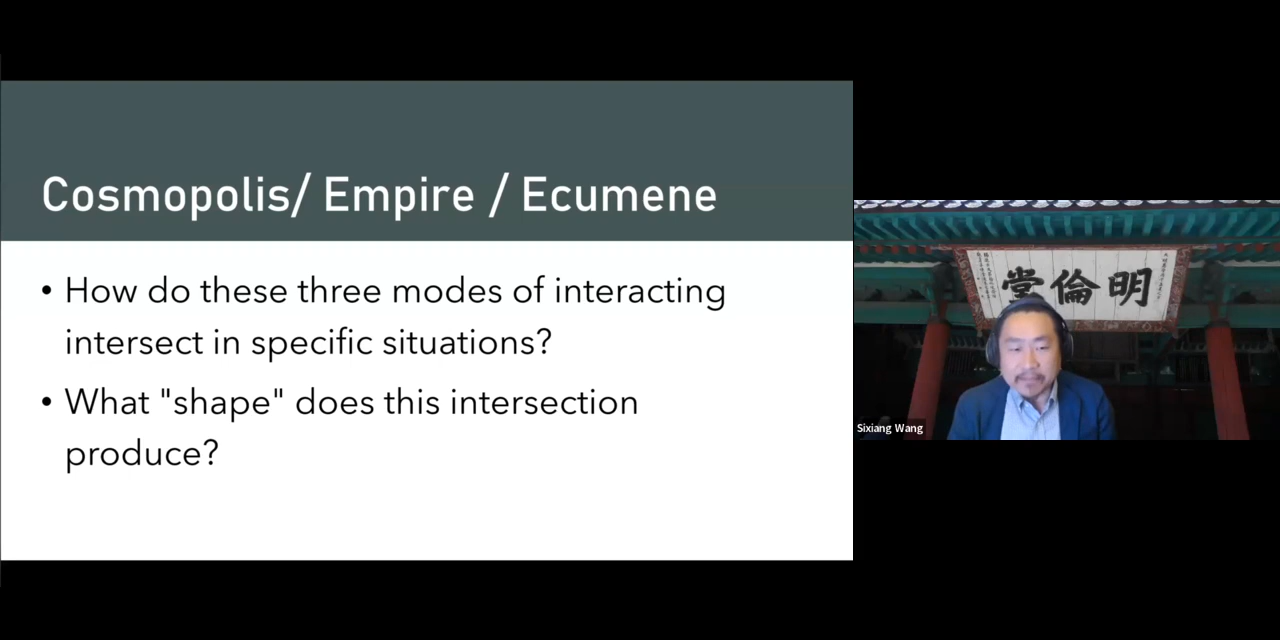 Cosmopolis/ Empire / Ecumene
• How do these three modes of interacting
intersect in specific situations?
• What "shape" does this intersection
produce?
堂倫明
Sixiang Wang